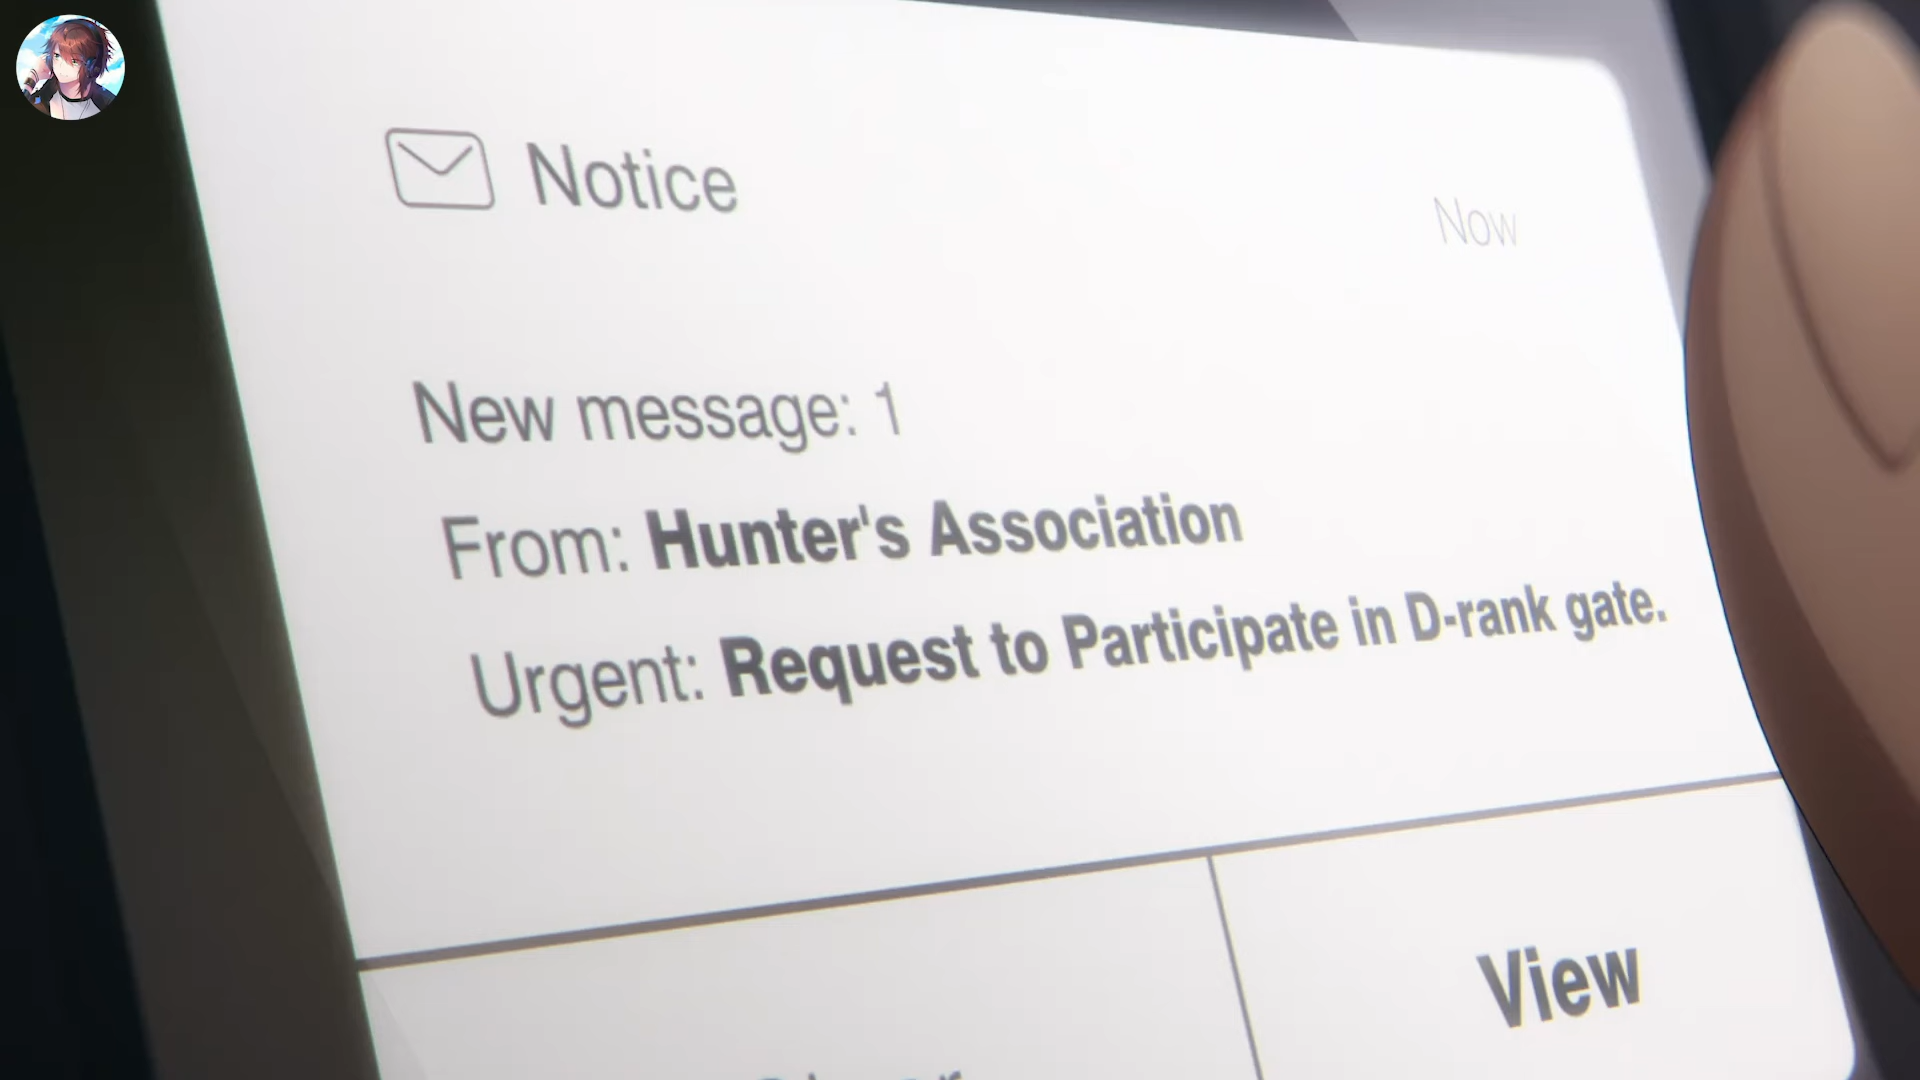 Notice
Now
New message: 1
From: Hunter's Association
Urgent: Request to Participate in D-rank gate.
View